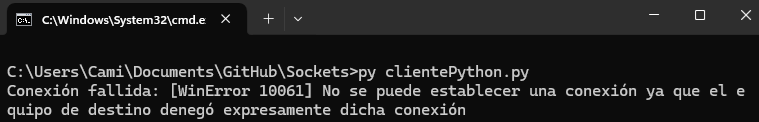 C:\Windows\System32\cmd.e
C:\Users\Cami\Documents\GitHub\Sockets>py clientePython.py
Conexión fallida: [WinError 10061] No se puede establecer una conexión ya que el e
quipo de destino denegó expresamente dicha conexión